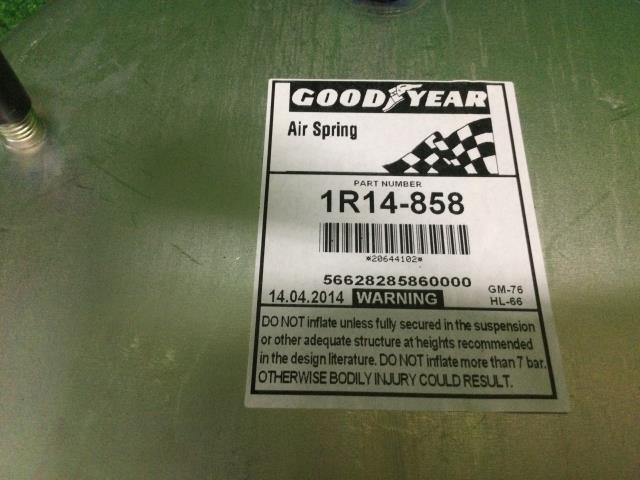 GOOD YEAR
Air Spring
PART NUMBER
1R14-858
*20644102*
56628285860000
14.04.2014 WARNING GM-76
HL-66
DO NOT inflate unless fully secured in the suspension
or other adequate structure at heights recommended
in the design literature. DO NOT inflate more than 7 bar.
OTHERWISE BODILY INJURY COULD RESULT.